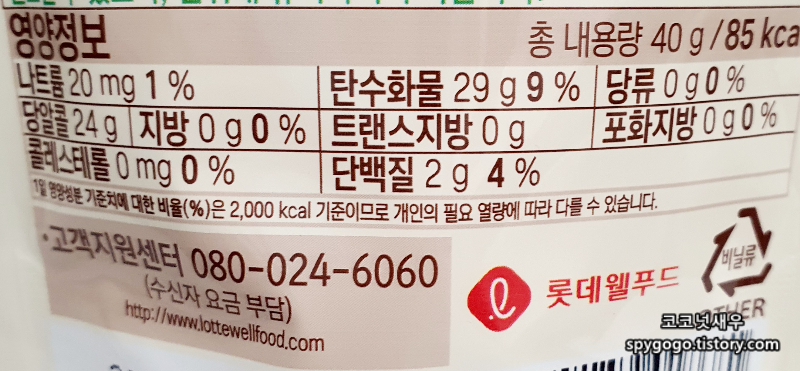 영양정보 총 내용량 40 g/85 kca
나트륨 20 mg 1 % 탄수화물 29 g 9 % 당류 0 g 0 %
당알콜 24 g 지방 0 g 0 % 트랜스지방 0 g 포화지방 0 g 0 %
콜레스테롤 0 mg 0 % 단백질 2 g 4 %
1일 영양성분 기준치에 대한 비율(%)은 2,000 kcal 기준이므로 개인의 필요 열량에 따라 다를 수 있습니다.
•고객지원센터 080-024-6060
(수신자 요금 부담)
http://www.lottewellfood.com
롯데웰푸드
비닐류
THER
코코넛새우
spygogo.tistory.com